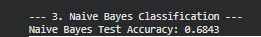 --- 3. Naive Bayes Classification ---
Naive Bayes Test Accuracy: 0.6843